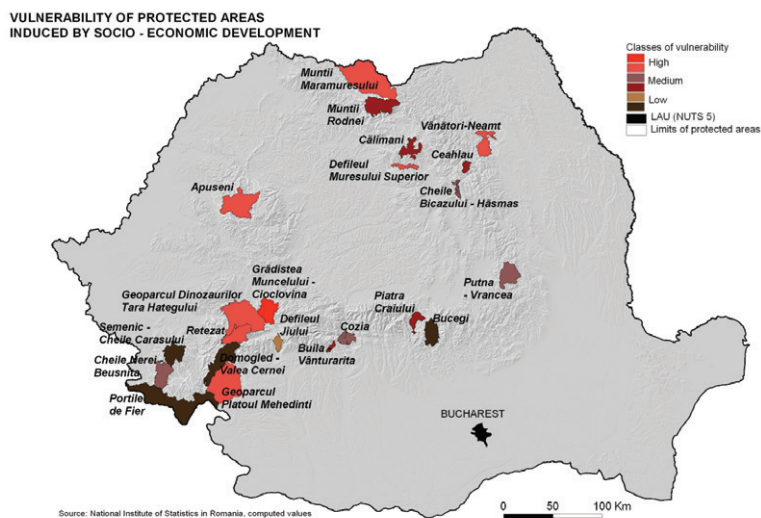 VULNERABILITY OF PROTECTED AREAS
INDUCED BY SOCIO - ECONOMIC DEVELOPMENT
Classes of vulnerability
High
Medium
Low
LAU (NUTS 5)
Limits of protected areas
Muntii
Maramuresului
Muntii
Rodnei
Vânători-Neamt
Călimani
Ceahlau
Defileul
Muresului Superior
Cheile
Bicazului - Hăsmas
Apuseni
Grădistea
Muncelului -
Cioclovina
Putna
- Vrancea
Geoparcul Dinozaurilor
Tara Hategului
Piatra
Craiului
Bucegi
Semenic -
Cheile Carasului
Retezat
Defileul
Jiului
Cozia
Buila
Vânturarita
Cheile Nerei
Beusnita
Domogled -
Valea Cernei
Portile
de Fier
Geoparcul
Platoul Mehedinti
BUCHAREST
0 50 100 Km
Source: National Institute of Statistics in Romania, computed values